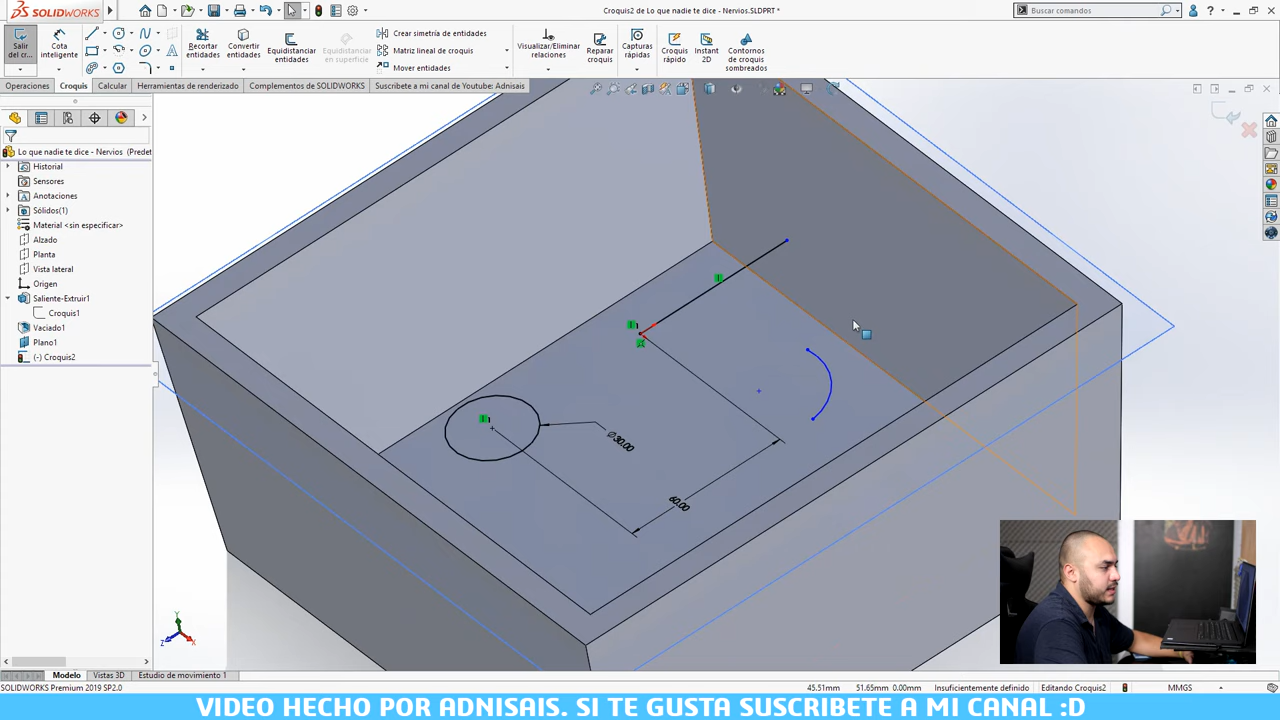 SOLIDWORKS
Croquis2 de Lo que nadie te dice - Nervios.SLDPRT *
Buscar comandos
Salir del cr...
Cota inteligente
Recortar entidades
Convertir entidades
Equidistanciar entidades
Equidistanciar en superficie
Crear simetría de entidades
Matriz lineal de croquis
Mover entidades
Visualizar/Eliminar relaciones
Reparar croquis
Capturas rápidas
Croquis rápido
Instant 2D
Contornos de croquis sombreados
Operaciones
Croquis
Calcular
Herramientas de renderizado
Complementos de SOLIDWORKS
Suscribete a mi canal de Youtube: Adnisais
Lo que nadie te dice - Nervios (Predet
Historial
Sensores
Anotaciones
Sólidos(1)
Material <sin especificar>
Alzado
Planta
Vista lateral
Origen
Saliente-Extruir1
Croquis1
Vaciado1
Plano1
(-) Croquis2
Ø30.00
60.00
Y
X
Z
Modelo
Vistas 3D
Estudio de movimiento 1
SOLIDWORKS Premium 2019 SP2.0
45.51mm
51.65mm 0.00mm
Insuficientemente definido
Editando Croquis2
MMGS
VIDEO HECHO POR ADNISAIS. SI TE GUSTA SUSCRIBETE A MI CANAL :D